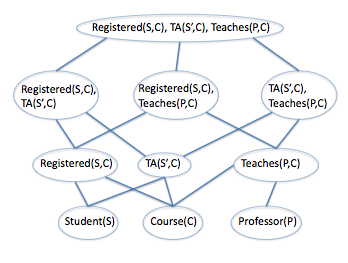 Registered(S,C), TA(S',C), Teaches(P,C)
Registered(S,C),
TA(S',C)
Registered(S,C),
Teaches(P,C)
TA(S',C),
Teaches(P,C)
Registered(S,C)
TA(S',C)
Teaches(P,C)
Student(S)
Course(C)
Professor(P)